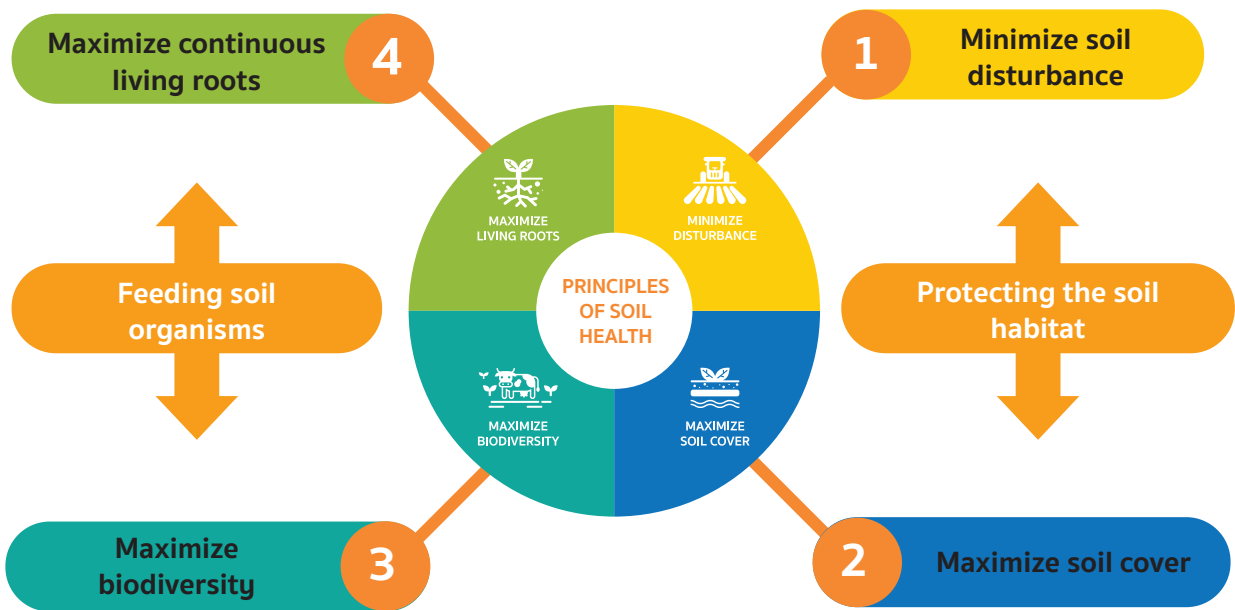 Maximize continuous
living roots
4
1
Minimize soil
disturbance
MAXIMIZE
LIVING ROOTS
MINIMIZE
DISTURBANCE
Feeding soil
organisms
PRINCIPLES
OF SOIL
HEALTH
Protecting the soil
habitat
MAXIMIZE
BIODIVERSITY
MAXIMIZE
SOIL COVER
Maximize
biodiversity
3
2
Maximize soil cover